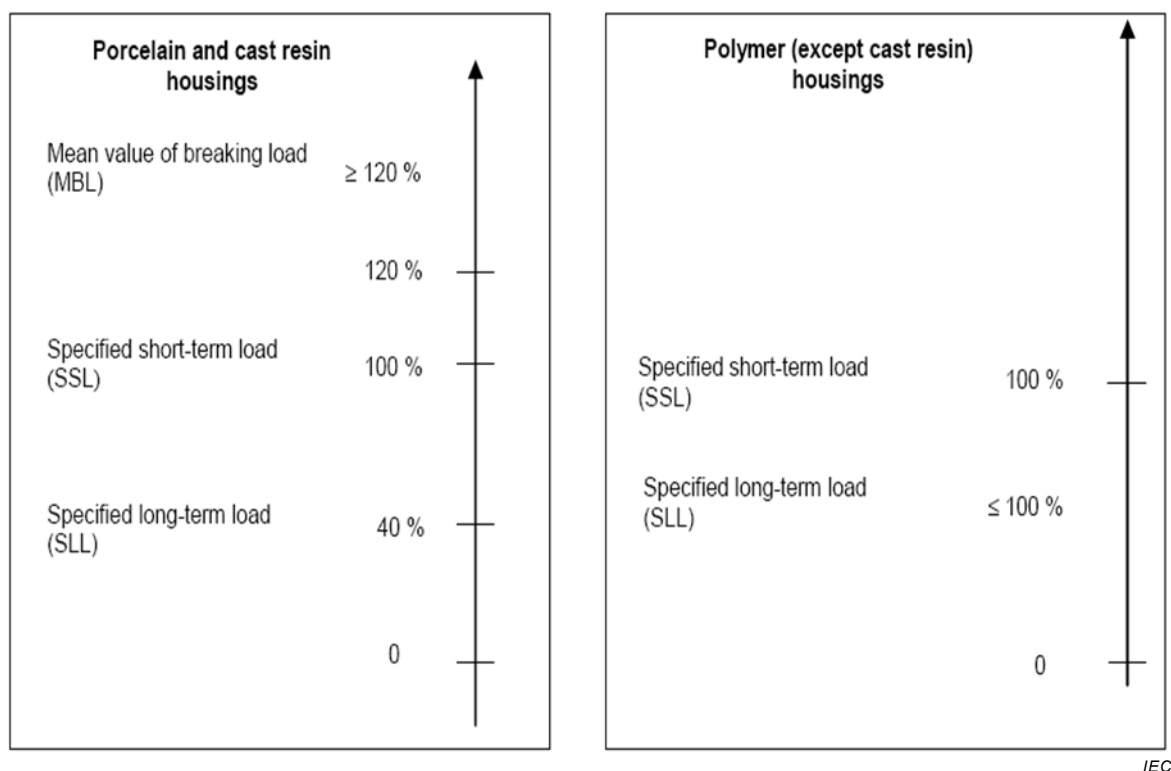 Porcelain and cast resin
housings
Mean value of breaking load
(MBL)
≥ 120 %
120 %
Specified short-term load
(SSL)
100 %
Specified long-term load
(SLL)
40 %
0
Polymer (except cast resin)
housings
Specified short-term load
(SSL)
100 %
Specified long-term load
(SLL)
≤ 100 %
0
IEC